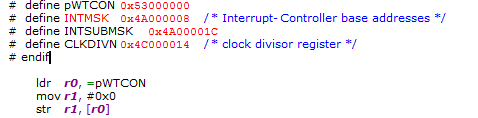 # define pWTCON 0x53000000
# define INTMSK 0x4A000008 /* Interrupt-Controller base addresses */
# define INTSUBMSK 0x4A00001C
# define CLKDIVN 0x4C000014 /* clock divisor register */
# endif
ldr r0, =pWTCON
mov r1, #0x0
str r1, [r0]